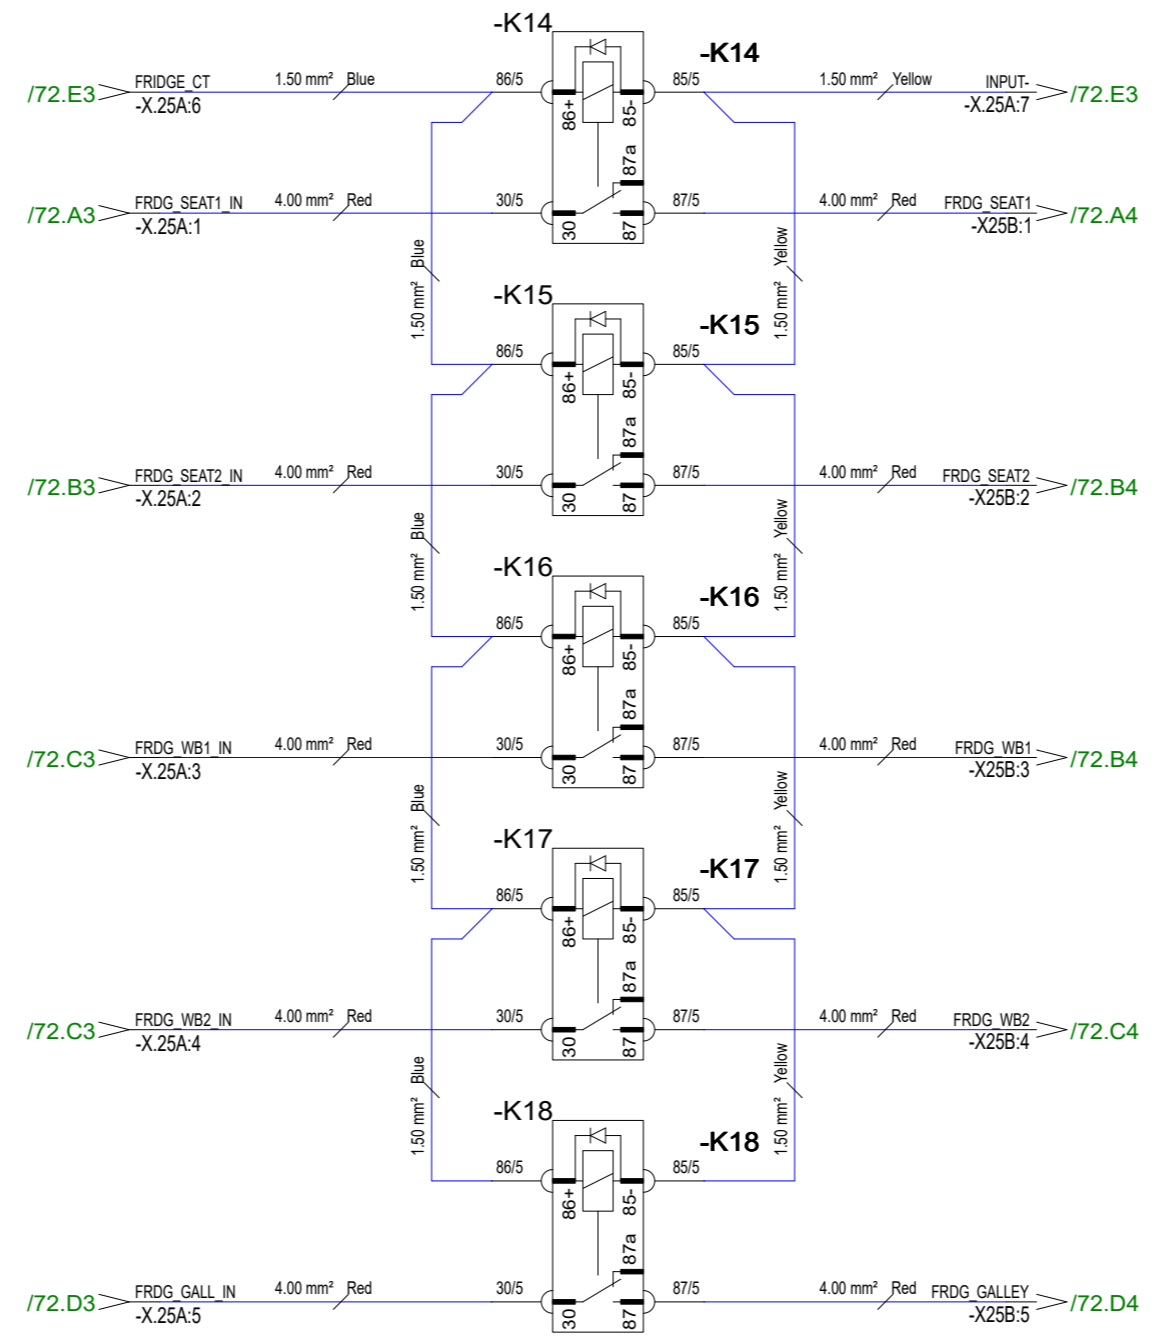 -K14
-K14
/72.E3 FRIDGE_CT 1.50 mm² Blue 86/5 85/5 1.50 mm² Yellow INPUT- /72.E3
-X.25A:6 86+ 85- -X.25A:7
87a
/72.A3 FRDG_SEAT1_IN 4.00 mm² Red 30/5 87/5 4.00 mm² Red FRDG_SEAT1 /72.A4
-X.25A:1 30 87 -X25B:1
1.50 mm² Blue 1.50 mm² Yellow
-K15
-K15
86/5 85/5
86+ 85-
87a
/72.B3 FRDG_SEAT2_IN 4.00 mm² Red 30/5 87/5 4.00 mm² Red FRDG_SEAT2 /72.B4
-X.25A:2 30 87 -X25B:2
1.50 mm² Blue 1.50 mm² Yellow
-K16
-K16
86/5 85/5
86+ 85-
87a
/72.C3 FRDG_WB1_IN 4.00 mm² Red 30/5 87/5 4.00 mm² Red FRDG_WB1 /72.B4
-X.25A:3 30 87 -X25B:3
1.50 mm² Blue 1.50 mm² Yellow
-K17
-K17
86/5 85/5
86+ 85-
87a
/72.C3 FRDG_WB2_IN 4.00 mm² Red 30/5 87/5 4.00 mm² Red FRDG_WB2 /72.C4
-X.25A:4 30 87 -X25B:4
1.50 mm² Blue 1.50 mm² Yellow
-K18
-K18
86/5 85/5
86+ 85-
87a
/72.D3 FRDG_GALL_IN 4.00 mm² Red 30/5 87/5 4.00 mm² Red FRDG_GALLEY /72.D4
-X.25A:5 30 87 -X25B:5